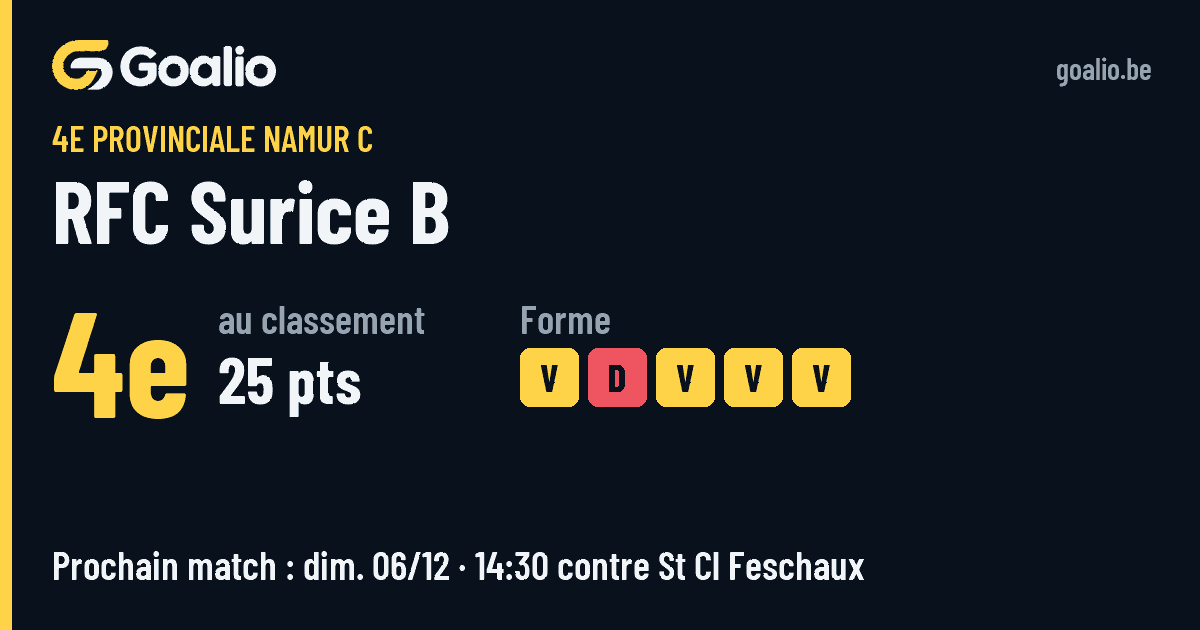 Goalio
goalio.be
4E PROVINCIALE NAMUR C
RFC Surice B
4e
au classement
25 pts
Forme
V D V V V
Prochain match : dim. 06/12 · 14:30 contre St Cl Feschaux